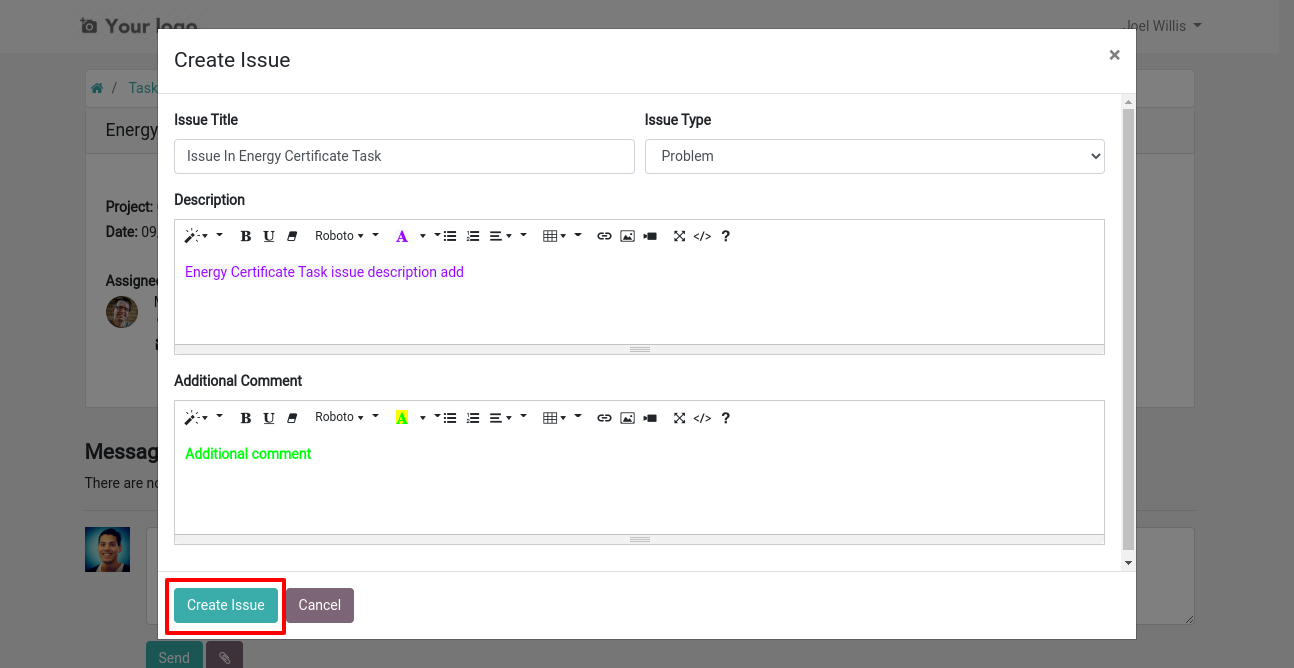 Your logo
Joel Willis
Create Issue
×
/ Task
Energy
Issue Title
Issue Type
Issue In Energy Certificate Task
Problem
Project:
Description
Date: 09
B U Roboto A </> ?
Energy Certificate Task issue description add
Assigne
Additional Comment
B U Roboto A </> ?
Additional comment
Messag
There are no
Create Issue
Cancel
Send